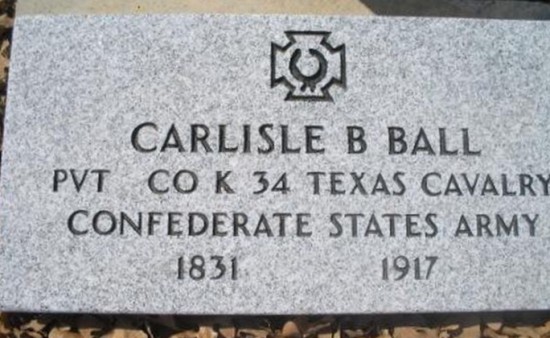 CARLISLE B BALL
PVT CO K 34 TEXAS CAVALRY
CONFEDERATE STATES ARMY
1831 1917